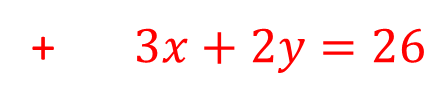 + 3x + 2y = 26